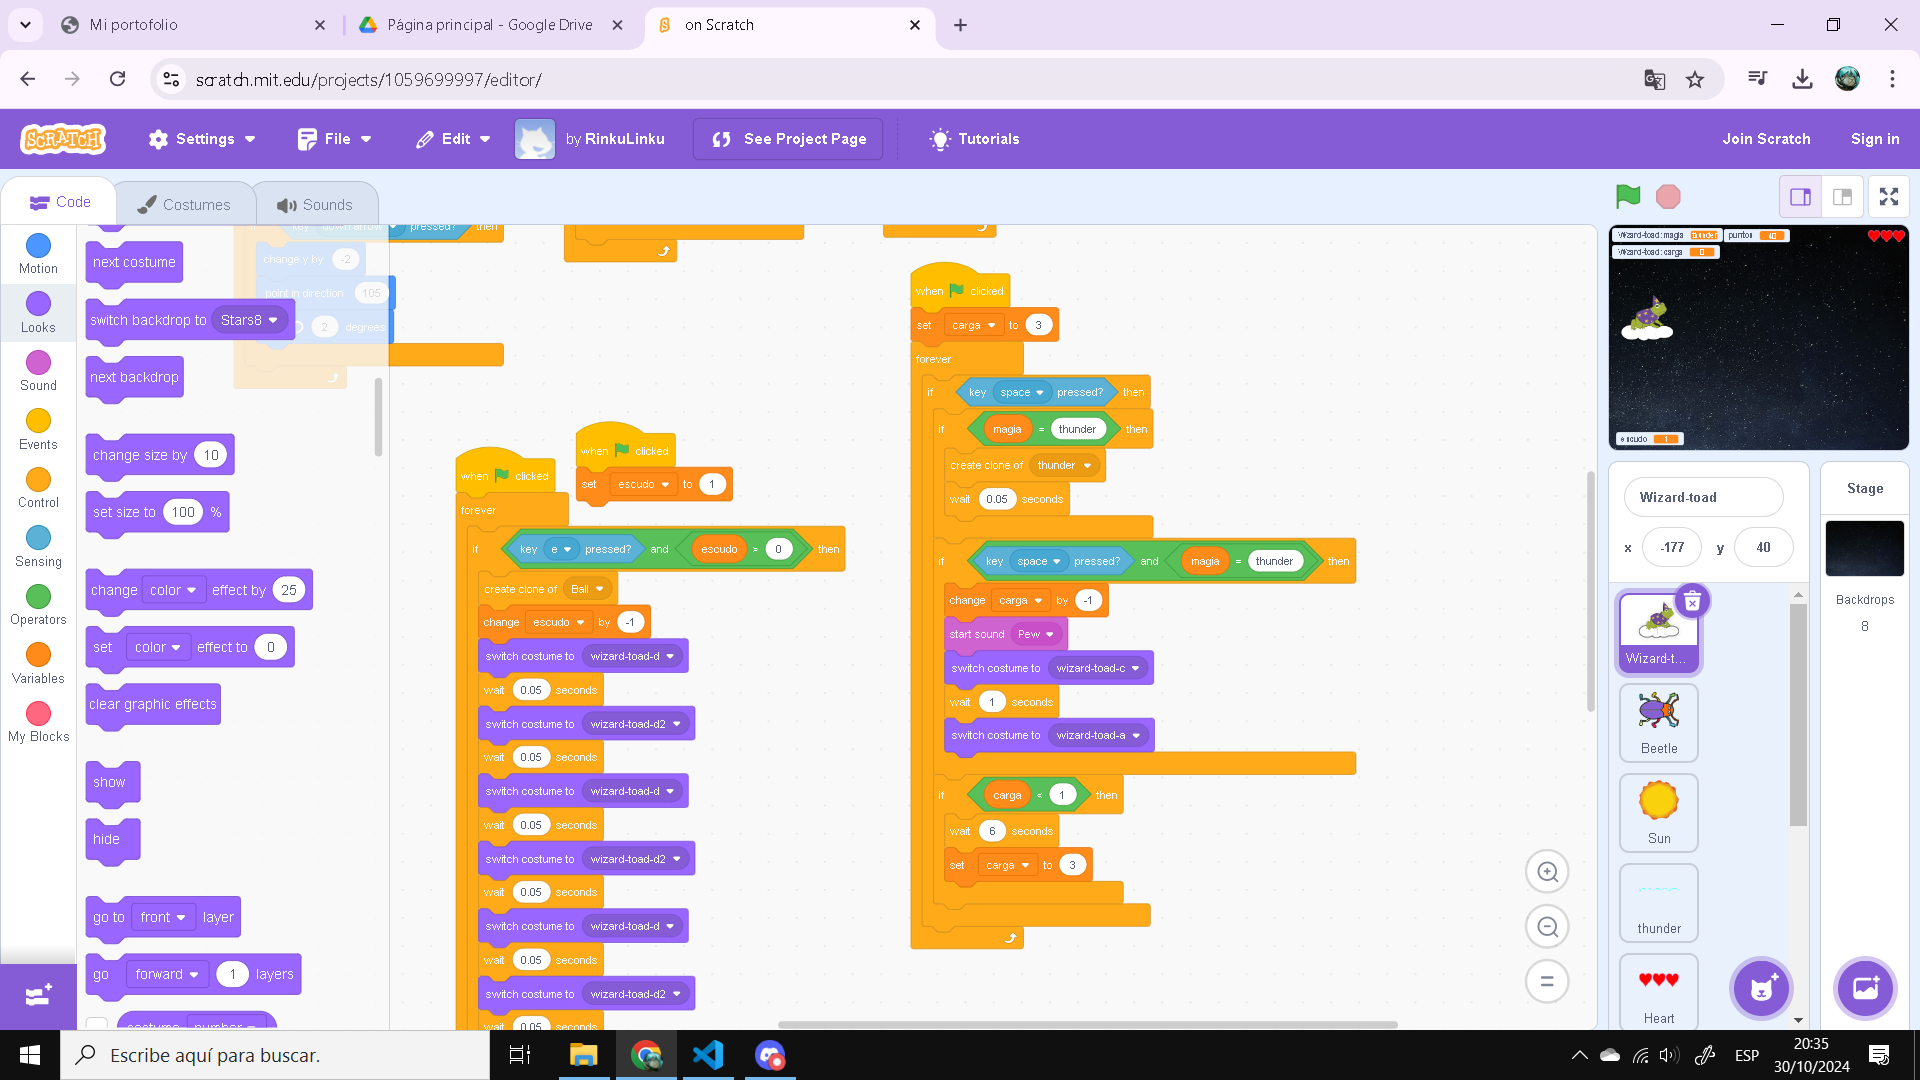 Mi portofolio
Página principal - Google Drive
on Scratch
scratch.mit.edu/projects/1059699997/editor/
SCRATCH
Settings
File
Edit
by RinkuLinku
See Project Page
Tutorials
Join Scratch
Sign in
Code
Costumes
Sounds
Motion
Looks
Sound
Events
Control
Sensing
Operators
Variables
My Blocks
next costume
switch backdrop to Stars8
next backdrop
change size by 10
set size to 100 %
change color effect by 25
set color effect to 0
clear graphic effects
show
hide
go to front layer
go forward 1 layers
costume number
key down arrow pressed? then
change y by -2
point in direction 105
2 degrees
when clicked
forever
if key e pressed? and escudo > 0 then
create clone of Ball
change escudo by -1
switch costume to wizard-toad-d
wait 0.05 seconds
switch costume to wizard-toad-d2
wait 0.05 seconds
switch costume to wizard-toad-d
wait 0.05 seconds
switch costume to wizard-toad-d2
wait 0.05 seconds
switch costume to wizard-toad-d
wait 0.05 seconds
switch costume to wizard-toad-d2
wait 0.05 seconds
when clicked
set escudo to 1
when clicked
set carga to 3
forever
if key space pressed? then
if magia = thunder then
create clone of thunder
wait 0.05 seconds
if key space pressed? and magia = thunder then
change carga by -1
start sound Pew
switch costume to wizard-toad-c
wait 1 seconds
switch costume to wizard-toad-a
if carga < 1 then
wait 6 seconds
set carga to 3
Wizard-toad: magia thunder
puntos 40
Wizard-toad: carga 0
escudo 1
Wizard-toad
x -177 y 40
Wizard-t...
Beetle
Sun
thunder
Heart
Stage
Backdrops
8
Escribe aquí para buscar.
ESP
20:35
30/10/2024